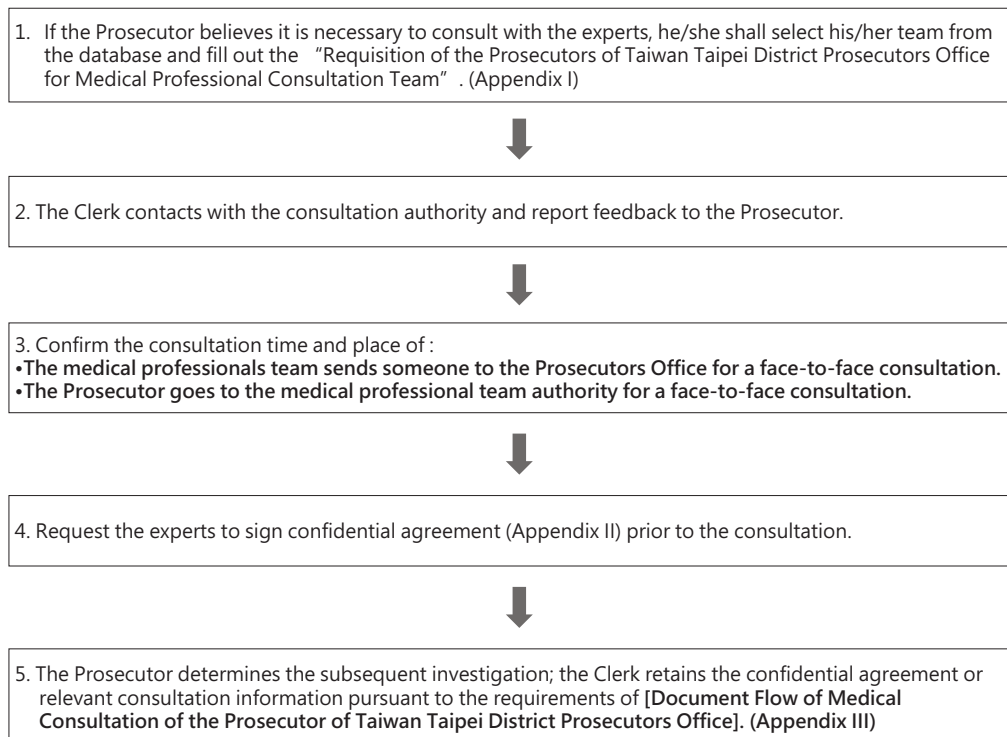 1. If the Prosecutor believes it is necessary to consult with the experts, he/she shall select his/her team from
the database and fill out the “Requisition of the Prosecutors of Taiwan Taipei District Prosecutors Office
for Medical Professional Consultation Team”. (Appendix I)
2. The Clerk contacts with the consultation authority and report feedback to the Prosecutor.
3. Confirm the consultation time and place of :
•The medical professionals team sends someone to the Prosecutors Office for a face-to-face consultation.
•The Prosecutor goes to the medical professional team authority for a face-to-face consultation.
4. Request the experts to sign confidential agreement (Appendix II) prior to the consultation.
5. The Prosecutor determines the subsequent investigation; the Clerk retains the confidential agreement or
relevant consultation information pursuant to the requirements of [Document Flow of Medical
Consultation of the Prosecutor of Taiwan Taipei District Prosecutors Office]. (Appendix III)